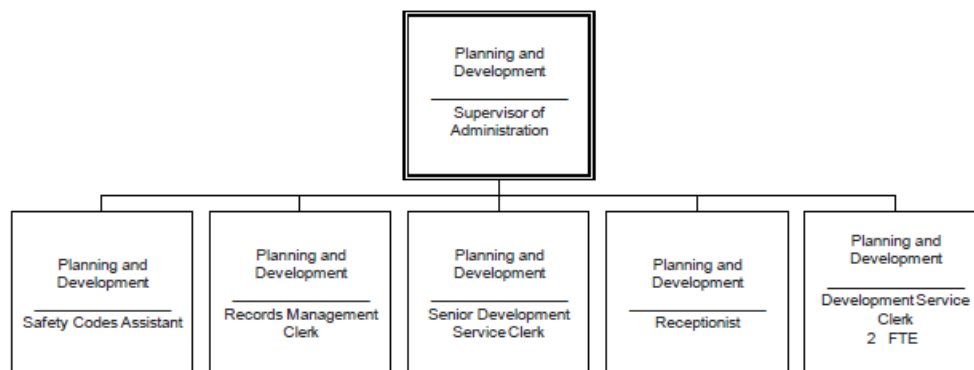 Planning and
Development
Supervisor of
Administration
Planning and
Development
Safety Codes Assistant
Planning and
Development
Records Management
Clerk
Planning and
Development
Senior Development
Service Clerk
Planning and
Development
Receptionist
Planning and
Development
Development Service
Clerk
2 FTE